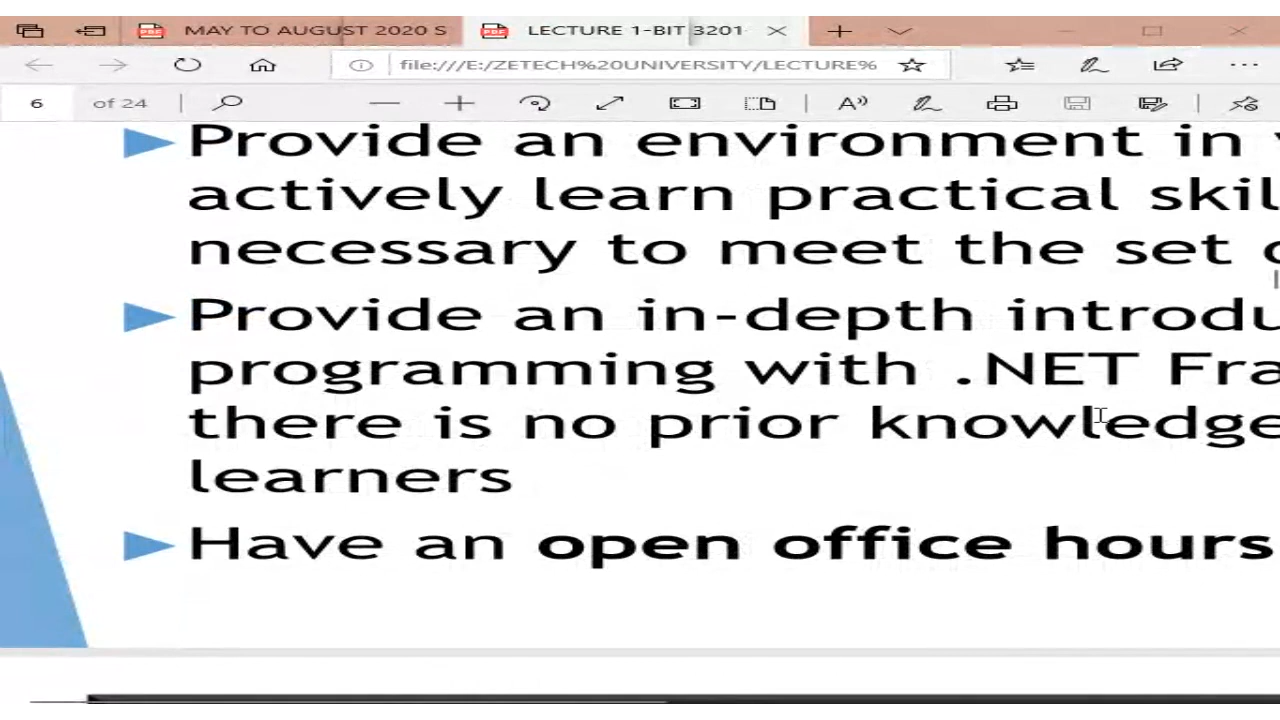 MAY TO AUGUST 2020 S
LECTURE 1-BIT 3201
file:///E:/ZETECH%20UNIVERSITY/LECTURE%
6 of 24
Provide an environment in
actively learn practical skil
necessary to meet the set
Provide an in-depth introdu
programming with .NET Fra
there is no prior knowledge
learners
Have an open office hours